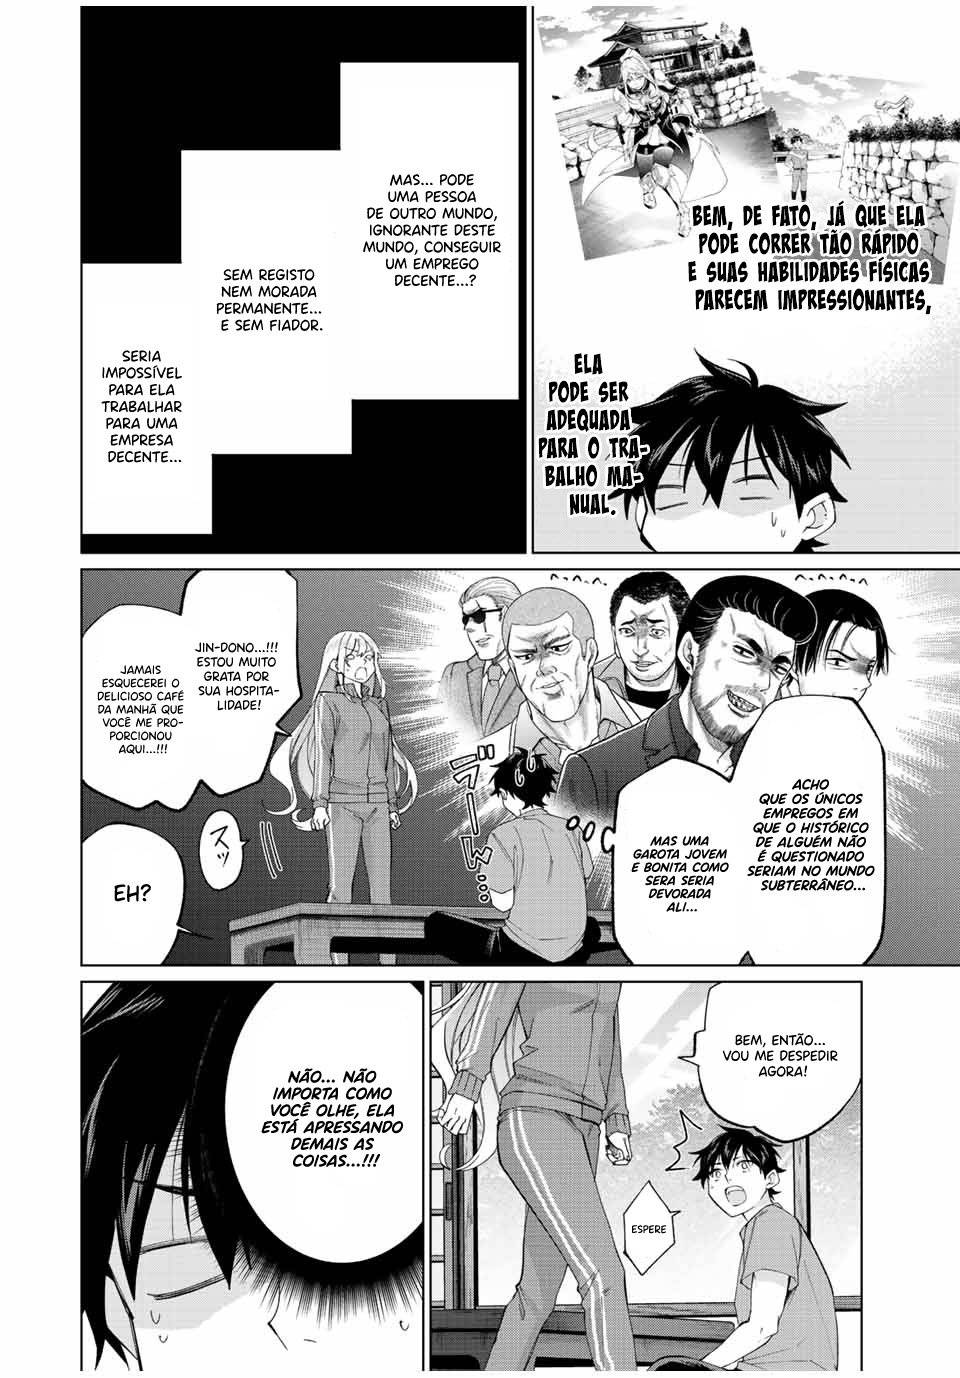 BEM, DE FATO, JÁ QUE ELA
PODE CORRER TÃO RÁPIDO
E SUAS HABILIDADES FÍSICAS
PARECEM IMPRESSIONANTES,
ELA
PODE SER
ADEQUADA
PARA O TRA-
BALHO MA-
NUAL.
MAS... PODE
UMA PESSOA
DE OUTRO MUNDO,
IGNORANTE DESTE
MUNDO, CONSEGUIR
UM EMPREGO
DECENTE...?
SEM REGISTO
NEM MORADA
PERMANENTE...
E SEM FIADOR.
SERIA
IMPOSSÍVEL
PARA ELA
TRABALHAR
PARA UMA
EMPRESA
DECENTE...
ACHO
QUE OS ÚNICOS
EMPREGOS EM
QUE O HISTÓRICO
DE ALGUÉM NÃO
É QUESTIONADO
SERIAM NO MUNDO
SUBTERRÂNEO...
MAS UMA
GAROTA JOVEM
E BONITA COMO
SERA SERIA
DEVORADA
ALI...
ズーン...
JIN-DONO...!!!
ESTOU MUITO
GRATA POR
SUA HOSPITA-
LIDADE!
JAMAIS
ESQUECEREI O
DELICIOSO CAFÉ
DA MANHÃ QUE
VOCÊ ME PRO-
PORCIONOU
AQUI...!!!
スッ
EH?
BEM, ENTÃO...
VOU ME DESPEDIR
AGORA!
ESPERE
NÃO... NÃO
IMPORTA COMO
VOCÊ OLHE, ELA
ESTÁ APRESSANDO
DEMAIS AS
COISAS...!!!